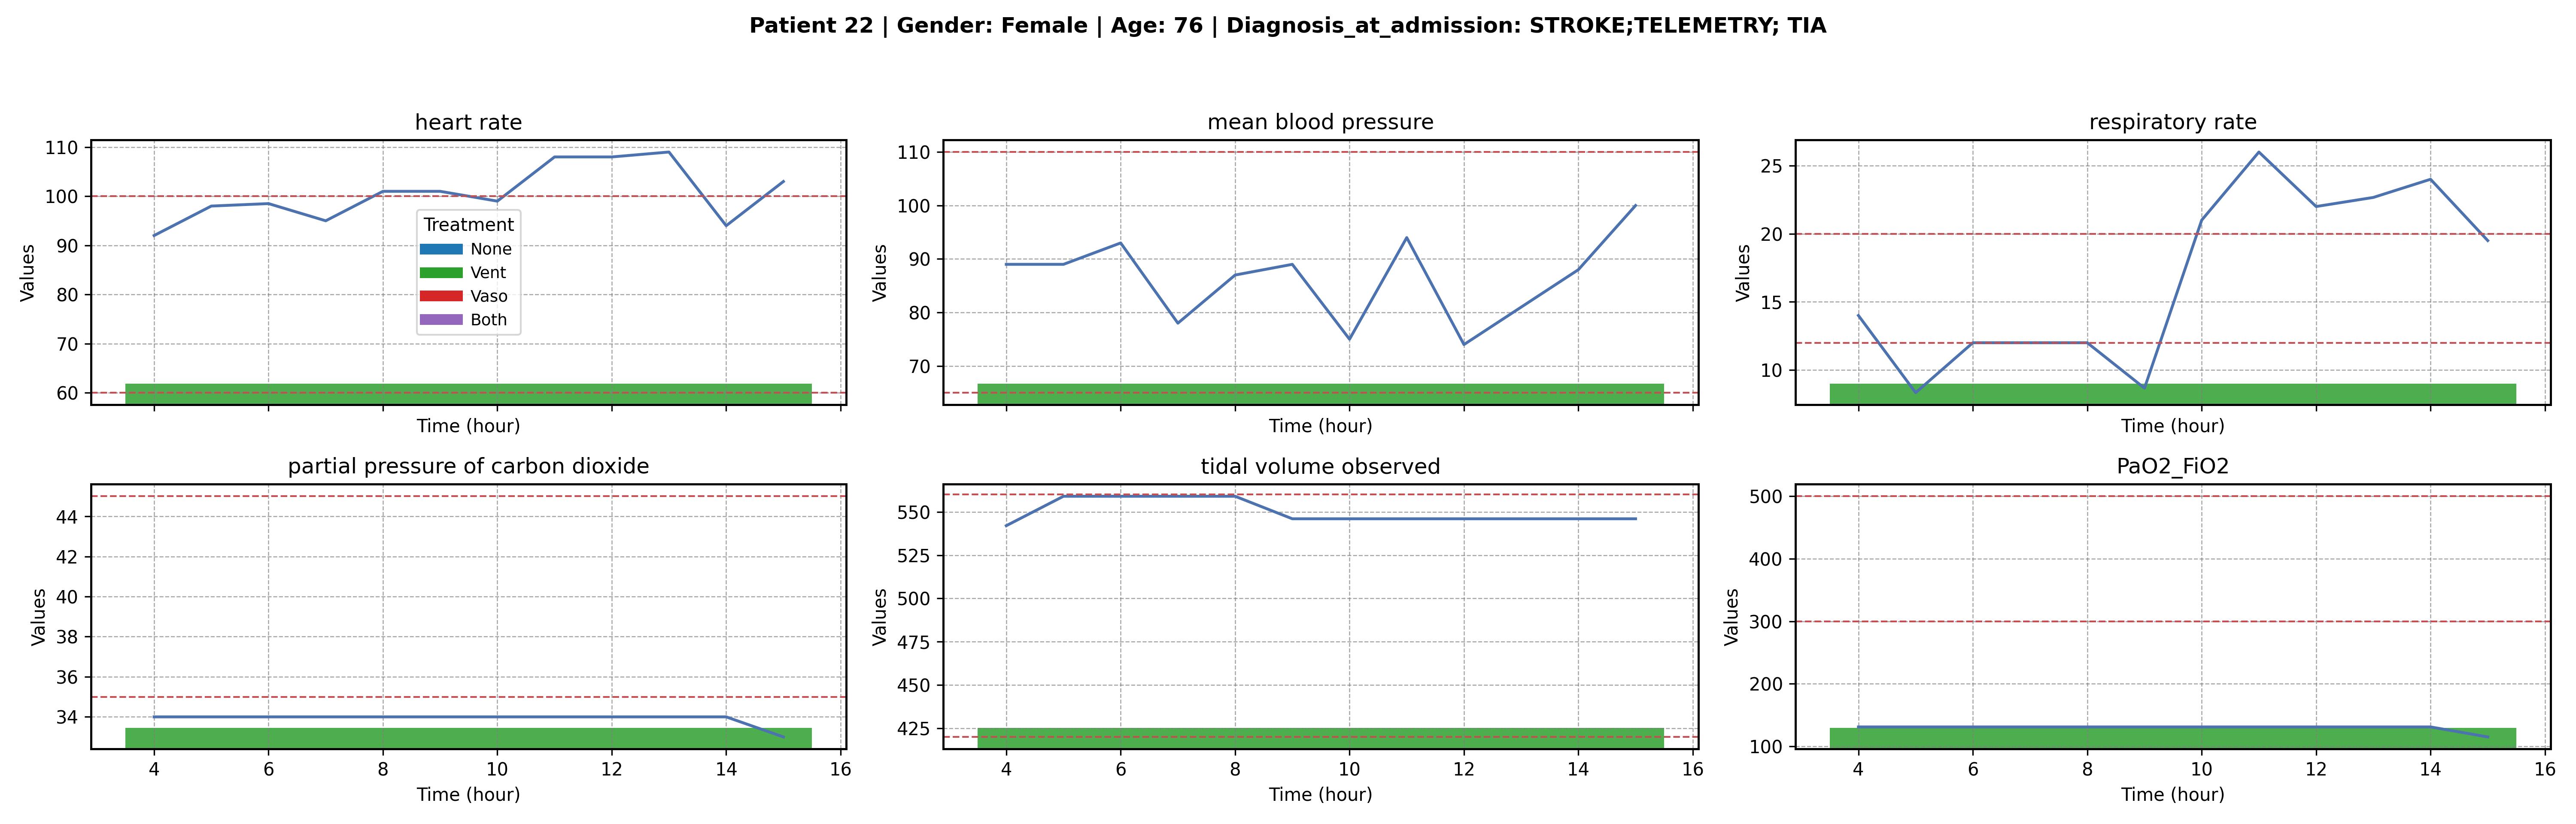 Patient 22 | Gender: Female | Age: 76 | Diagnosis_at_admission: STROKE;TELEMETRY; TIA
heart rate
Values
110
100
90
80
70
60
Treatment
None
Vent
Vaso
Both
Time (hour)
mean blood pressure
Values
110
100
90
80
70
Time (hour)
respiratory rate
Values
25
20
15
10
Time (hour)
partial pressure of carbon dioxide
Values
44
42
40
38
36
34
4 6 8 10 12 14 16
Time (hour)
tidal volume observed
Values
550
525
500
475
450
425
4 6 8 10 12 14 16
Time (hour)
PaO2_FiO2
Values
500
400
300
200
100
4 6 8 10 12 14 16
Time (hour)